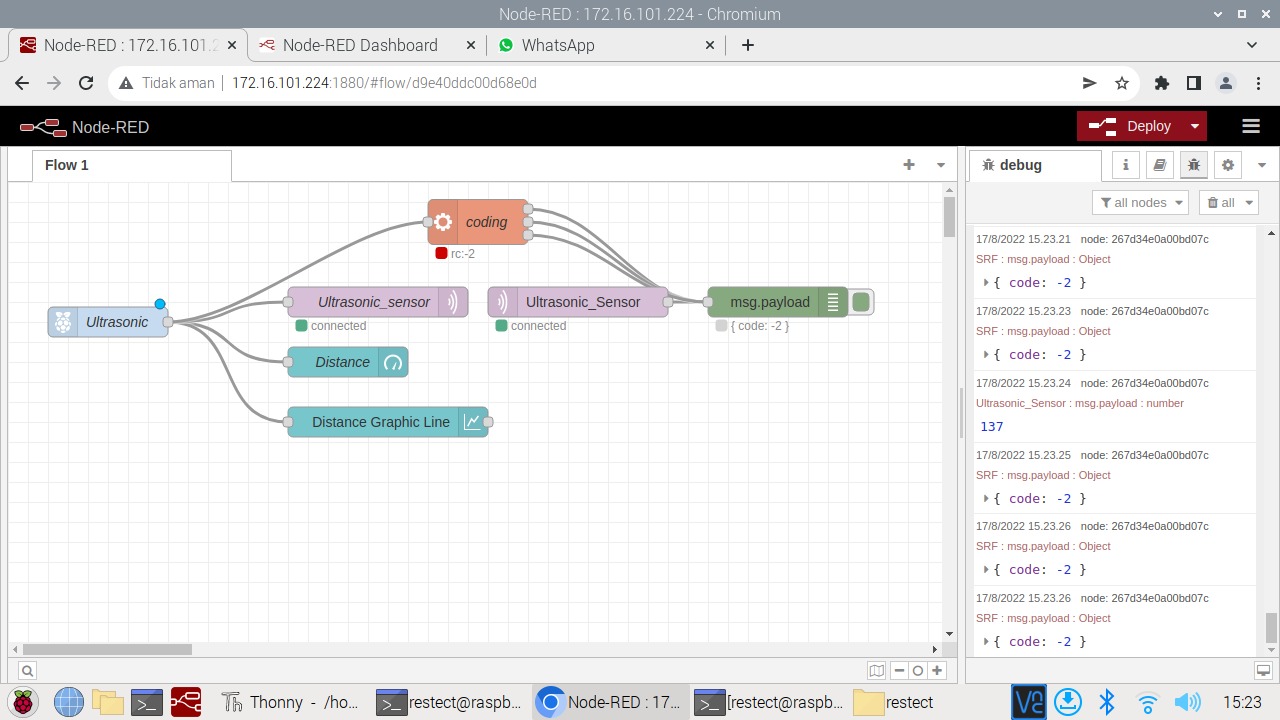 Node-RED : 172.16.101.224 - Chromium
Node-RED : 172.16.101.2
Node-RED Dashboard
WhatsApp
Tidak aman
172.16.101.224:1880/#flow/d9e40ddc00d68e0d
Node-RED
Deploy
Flow 1
debug
all nodes
all
coding
rc:-2
Ultrasonic
Ultrasonic_sensor
connected
Ultrasonic_Sensor
connected
msg.payload
{ code: -2 }
Distance
Distance Graphic Line
17/8/2022 15.23.21 node: 267d34e0a00bd07c
SRF : msg.payload : Object
{ code: -2 }
17/8/2022 15.23.23 node: 267d34e0a00bd07c
SRF : msg.payload : Object
{ code: -2 }
17/8/2022 15.23.24 node: 267d34e0a00bd07c
Ultrasonic_Sensor : msg.payload : number
137
17/8/2022 15.23.25 node: 267d34e0a00bd07c
SRF : msg.payload : Object
{ code: -2 }
17/8/2022 15.23.26 node: 267d34e0a00bd07c
SRF : msg.payload : Object
{ code: -2 }
17/8/2022 15.23.26 node: 267d34e0a00bd07c
SRF : msg.payload : Object
{ code: -2 }
Thonny - /ho...
restect@raspb...
Node-RED : 17...
[restect@raspb...
restect
15:23